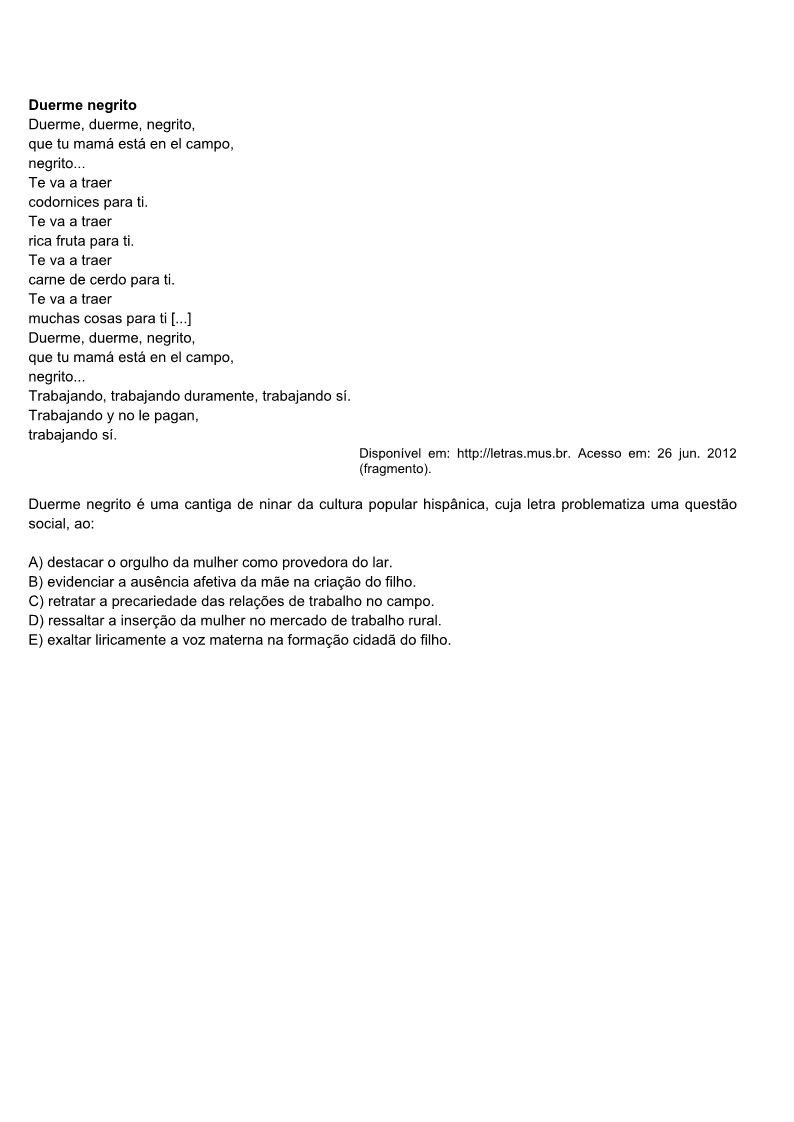 Duerme negrito
Duerme, duerme, negrito,
que tu mamá está en el campo,
negrito...
Te va a traer
codornices para ti.
Te va a traer
rica fruta para ti.
Te va a traer
carne de cerdo para ti.
Te va a traer
muchas cosas para ti [...]
Duerme, duerme, negrito,
que tu mamá está en el campo,
negrito...
Trabajando, trabajando duramente, trabajando sí.
Trabajando y no le pagan,
trabajando sí.
Disponível em: http://letras.mus.br. Acesso em: 26 jun. 2012
(fragmento).
Duerme negrito é uma cantiga de ninar da cultura popular hispânica, cuja letra problematiza uma questão
social, ao:
A) destacar o orgulho da mulher como provedora do lar.
B) evidenciar a ausência afetiva da mãe na criação do filho.
C) retratar a precariedade das relações de trabalho no campo.
D) ressaltar a inserção da mulher no mercado de trabalho rural.
E) exaltar liricamente a voz materna na formação cidadã do filho.